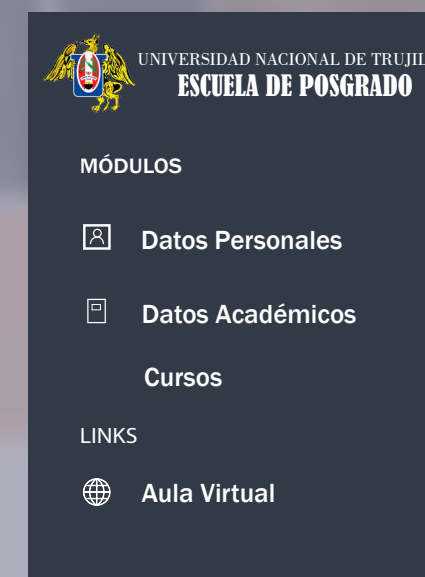 UNIVERSIDAD NACIONAL DE TRUJIL
ESCUELA DE POSGRADO
MÓDULOS
Datos Personales
Datos Académicos
Cursos
LINKS
Aula Virtual